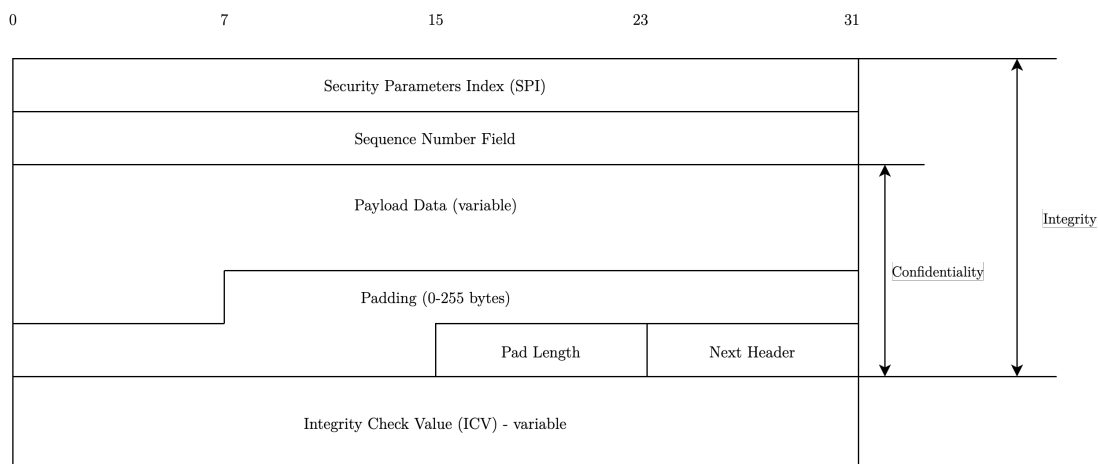 0 7 15 23 31
Security Parameters Index (SPI)
Sequence Number Field
Payload Data (variable)
Integrity
Confidentiality
Padding (0-255 bytes)
Pad Length Next Header
Integrity Check Value (ICV) - variable